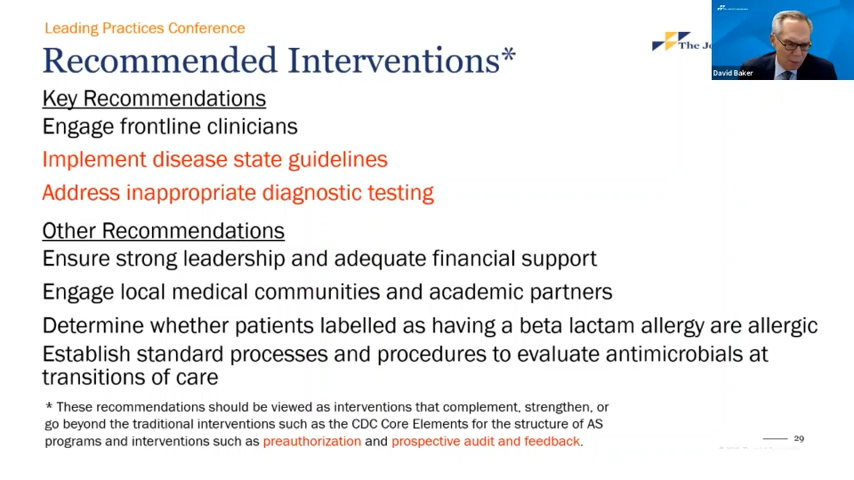 Leading Practices Conference
Recommended Interventions*
The
David Baker
Key Recommendations
Engage frontline clinicians
Implement disease state guidelines
Address inappropriate diagnostic testing
Other Recommendations
Ensure strong leadership and adequate financial support
Engage local medical communities and academic partners
Determine whether patients labelled as having a beta lactam allergy are allergic
Establish standard processes and procedures to evaluate antimicrobials at
transitions of care
* These recommendations should be viewed as interventions that complement, strengthen, or
go beyond the traditional interventions such as the CDC Core Elements for the structure of AS
programs and interventions such as preauthorization and prospective audit and feedback.
29